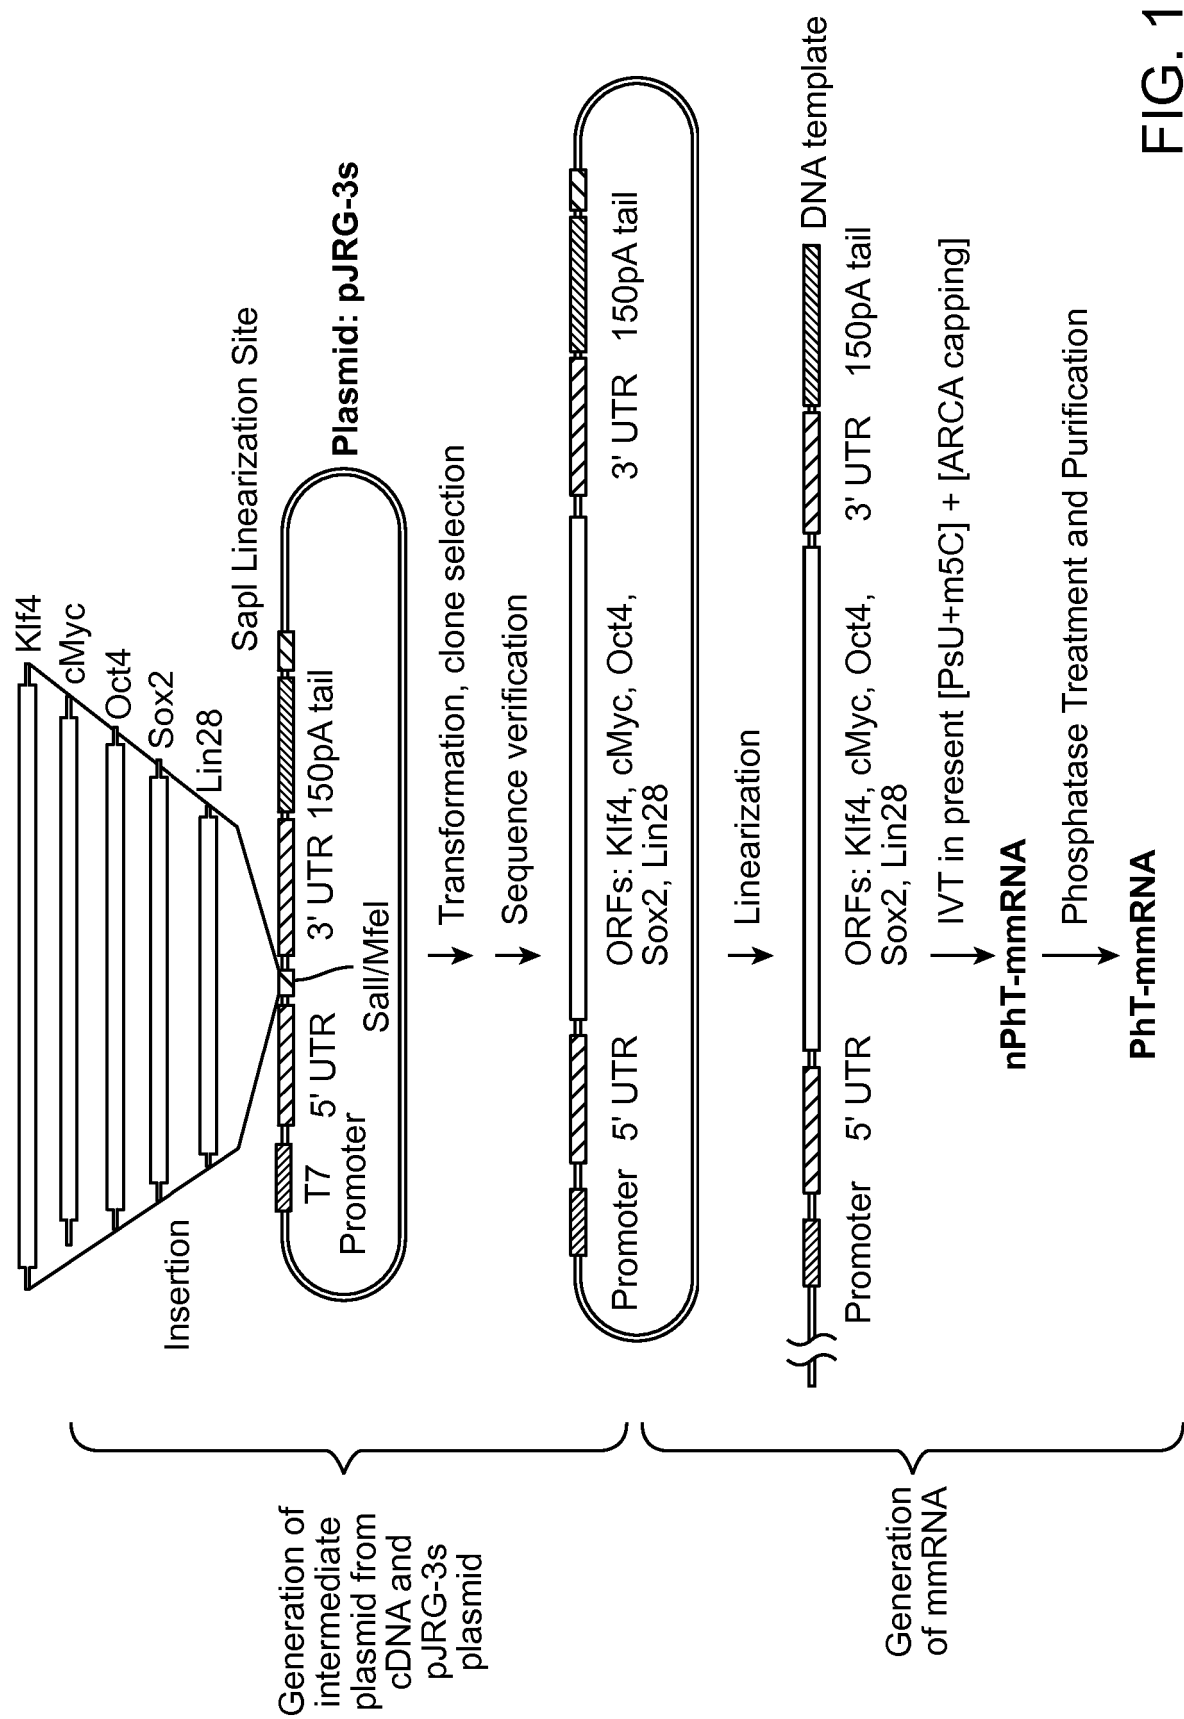 Klf4
cMyc
Oct4
Sox2
Lin28
Insertion
SapI Linearization Site
T7
Promoter
5' UTR
3' UTR
150pA tail
SalI/MfeI
Plasmid: pJRG-3s
Generation of
intermediate
plasmid from
cDNA and
pJRG-3s
plasmid
Transformation, clone selection
Sequence verification
Promoter
5' UTR
ORFs: Klf4, cMyc, Oct4,
Sox2, Lin28
3' UTR
150pA tail
Linearization
DNA template
Promoter
5' UTR
ORFs: Klf4, cMyc, Oct4,
Sox2, Lin28
3' UTR
150pA tail
Generation
of mmRNA
IVT in present [PsU+m5C] + [ARCA capping]
nPhT-mmRNA
Phosphatase Treatment and Purification
PhT-mmRNA
FIG. 1